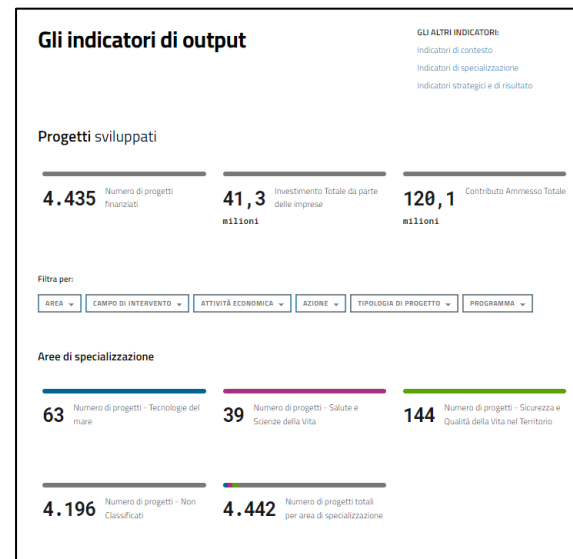 Gli indicatori di output
GLI ALTRI INDICATORI:
Indicatori di contesto
Indicatori di specializzazione
Indicatori strategici e di risultato
Progetti sviluppati
4.435
Numero di progetti
finanziati
41,3
milioni
Investimento Totale da parte
delle imprese
120,1
milioni
Contributo Ammesso Totale
Filtra per:
AREA
CAMPO DI INTERVENTO
ATTIVITÀ ECONOMICA
AZIONE
TIPOLOGIA DI PROGETTO
PROGRAMMA
Aree di specializzazione
63
Numero di progetti - Tecnologie del
mare
39
Numero di progetti - Salute e
Scienze della Vita
144
Numero di progetti - Sicurezza e
Qualità della Vita nel Territorio
4.196
Numero di progetti - Non
Classificati
4.442
Numero di progetti totali
per area di specializzazione